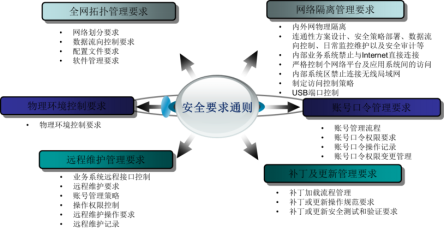 全网拓扑管理要求
网络划分要求
数据流向控制要求
配置文件要求
软件管理要求
网络隔离管理要求
内外网物理隔离
连通性方案设计、安全策略部署、数据流
向控制、日常监控维护以及安全审计等
内部业务系统禁止与Internet直接连接
严格控制个网络平台及应用系统间的访问
内部系统区禁止连接无线局域网
制定访问控制策略
USB端口控制
物理环境控制要求
物理环境控制要求
安全要求通则
账号口令管理要求
账号管理流程
账号口令权限要求
账号口令操作记录
账号口令权限变更管理
远程维护管理要求
业务系统远程接口控制
远程维护要求
账号管理策略
操作权限控制
远程维护操作要求
远程维护记录
补丁及更新管理要求
补丁加载流程管理
补丁或更新操作规范要求
补丁或更新安全测试和验证要求